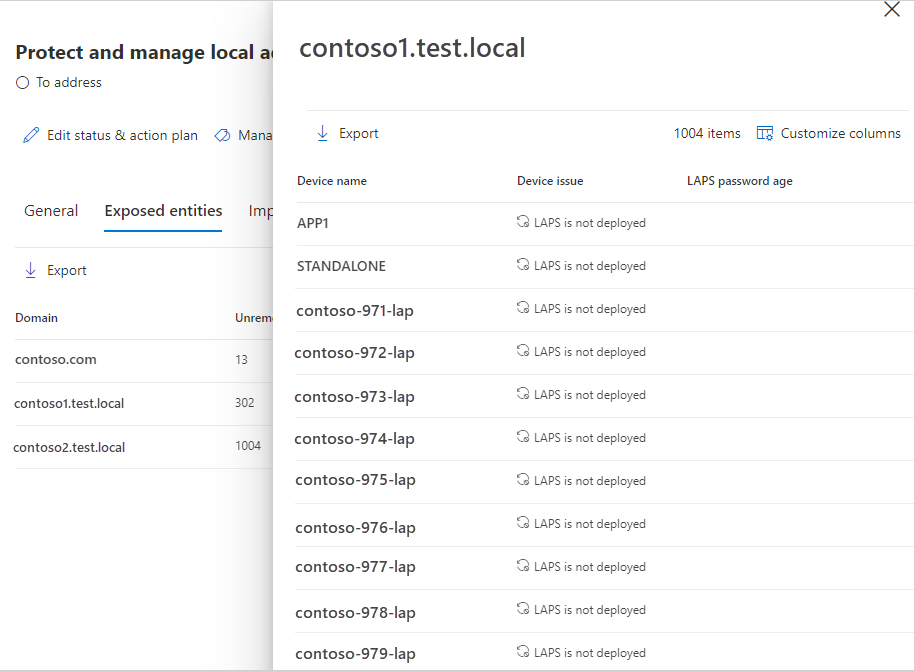 Protect and manage local a
To address
Edit status & action plan Mana
General Exposed entities Imp
Export
Domain Unrem
contoso.com 13
contoso1.test.local 302
contoso2.test.local 1004
contoso1.test.local
Export 1004 items Customize columns
Device name Device issue LAPS password age
APP1 LAPS is not deployed
STANDALONE LAPS is not deployed
contoso-971-lap LAPS is not deployed
contoso-972-lap LAPS is not deployed
contoso-973-lap LAPS is not deployed
contoso-974-lap LAPS is not deployed
contoso-975-lap LAPS is not deployed
contoso-976-lap LAPS is not deployed
contoso-977-lap LAPS is not deployed
contoso-978-lap LAPS is not deployed
contoso-979-lap LAPS is not deployed